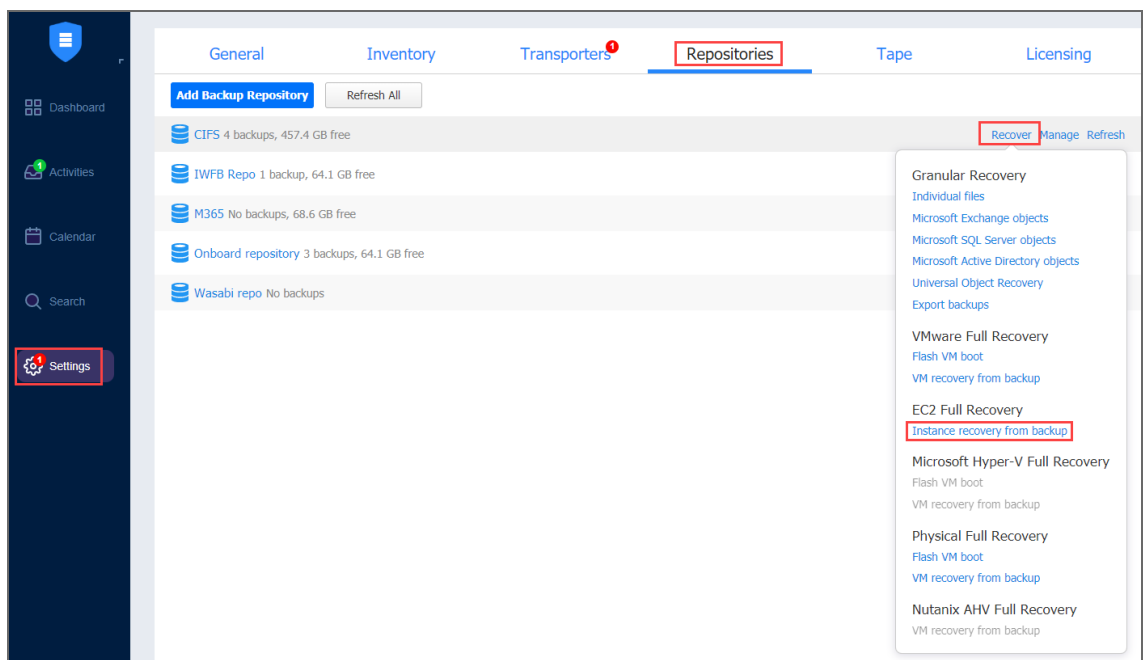 General
Inventory
Transporters 1
Repositories
Tape
Licensing
Add Backup Repository
Refresh All
Dashboard
CIFS 4 backups, 457.4 GB free
Recover Manage Refresh
1
Activities
IWFB Repo 1 backup, 64.1 GB free
M365 No backups, 68.6 GB free
Calendar
Onboard repository 3 backups, 64.1 GB free
Search
Wasabi repo No backups
1
Settings
Granular Recovery
Individual files
Microsoft Exchange objects
Microsoft SQL Server objects
Microsoft Active Directory objects
Universal Object Recovery
Export backups
VMware Full Recovery
Flash VM boot
VM recovery from backup
EC2 Full Recovery
Instance recovery from backup
Microsoft Hyper-V Full Recovery
Flash VM boot
VM recovery from backup
Physical Full Recovery
Flash VM boot
VM recovery from backup
Nutanix AHV Full Recovery
VM recovery from backup